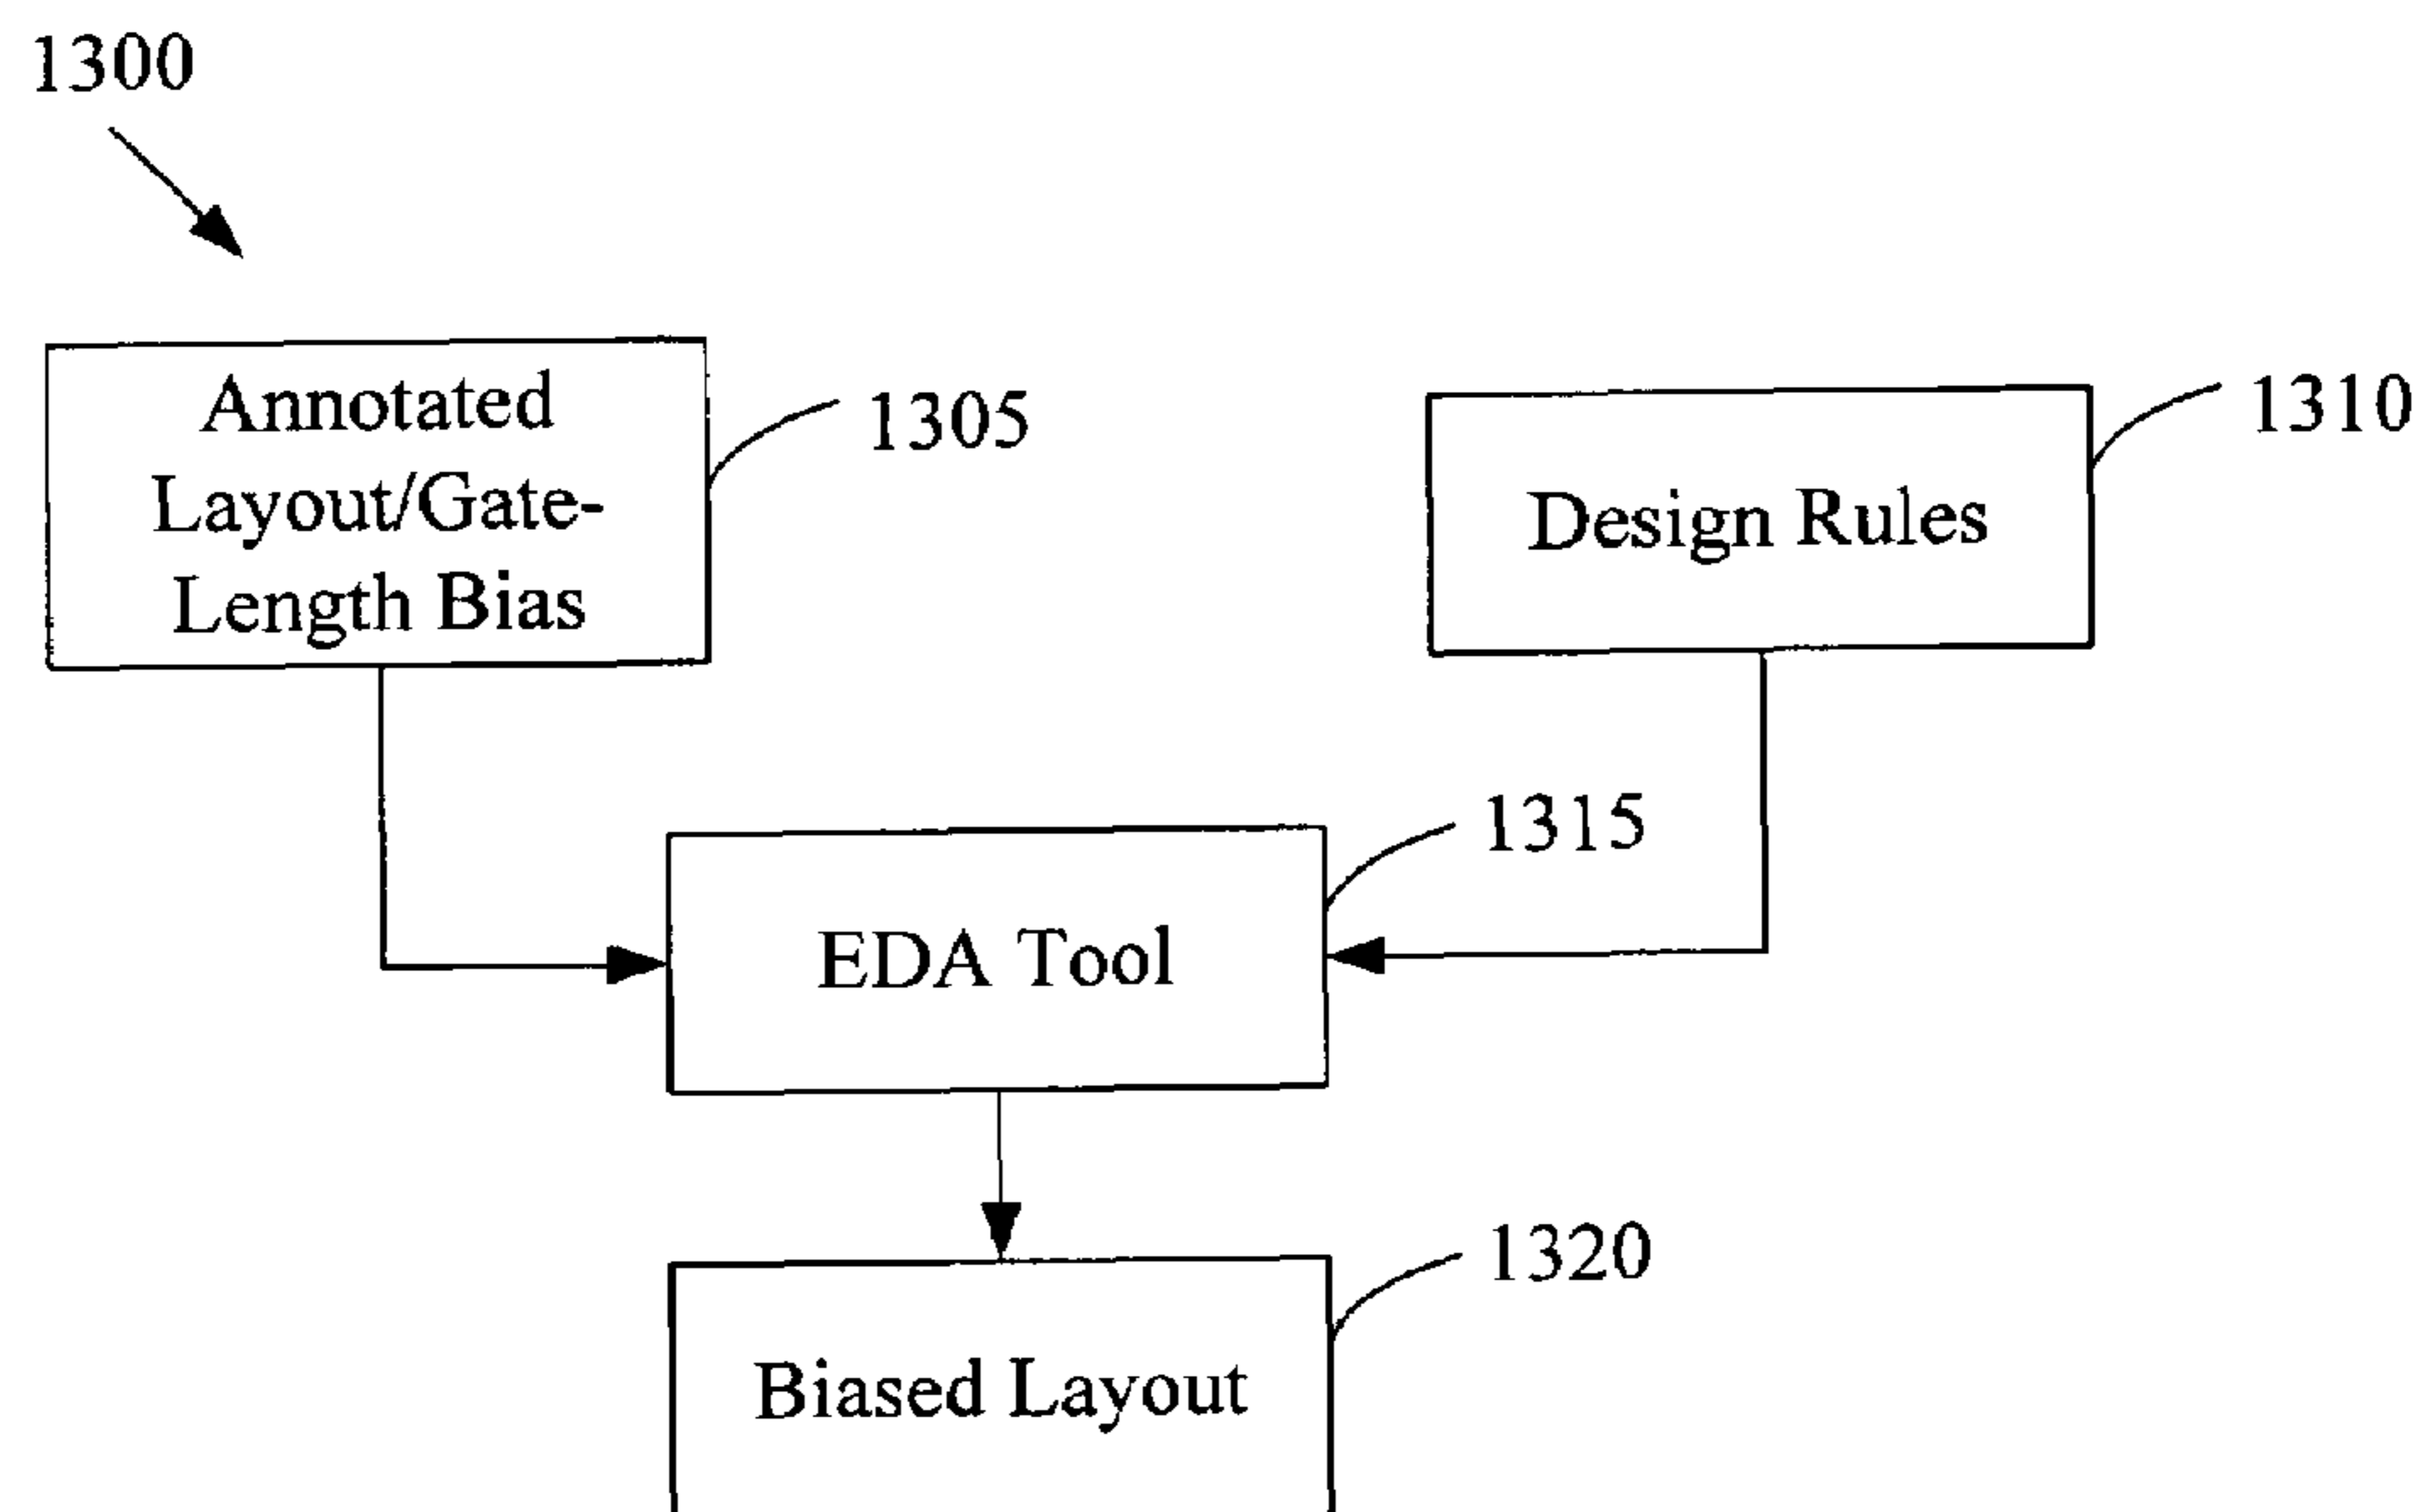 1300
Annotated
Layout/Gate-
Length Bias
1305
Design Rules
1310
EDA Tool
1315
Biased Layout
1320